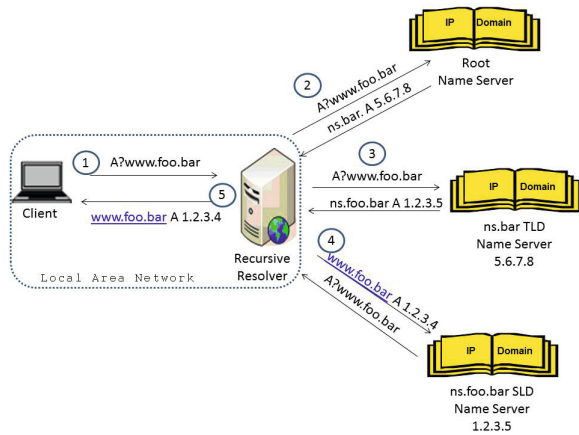 IP Domain
Root
Name Server
2
A?www.foo.bar
ns.bar. A 5.6.7.8
1
A?www.foo.bar
5
www.foo.bar A 1.2.3.4
Client
Recursive
Resolver
Local Area Network
3
A?www.foo.bar
ns.foo.bar A 1.2.3.5
IP Domain
ns.bar TLD
Name Server
5.6.7.8
4
www.foo.bar A 1.2.3.4
A?www.foo.bar
IP Domain
ns.foo.bar SLD
Name Server
1.2.3.5